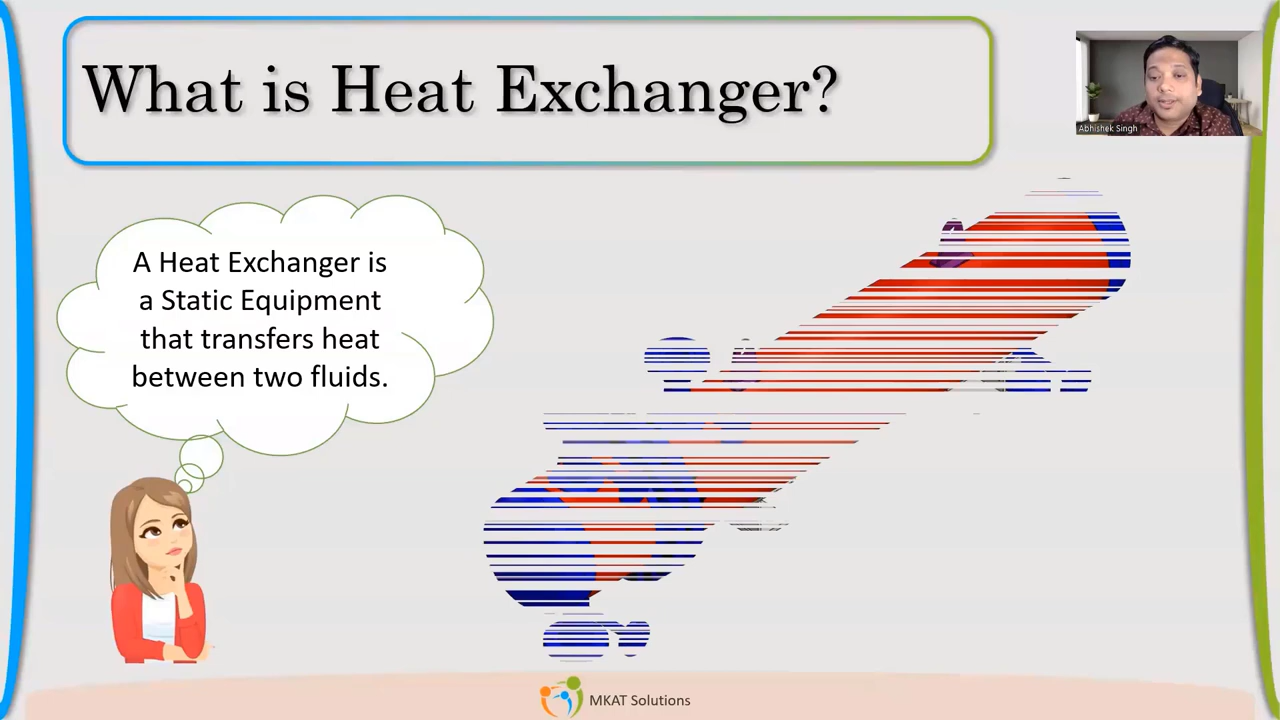 What is Heat Exchanger?
Abhishek Singh
A Heat Exchanger is
a Static Equipment
that transfers heat
between two fluids.
MKAT Solutions